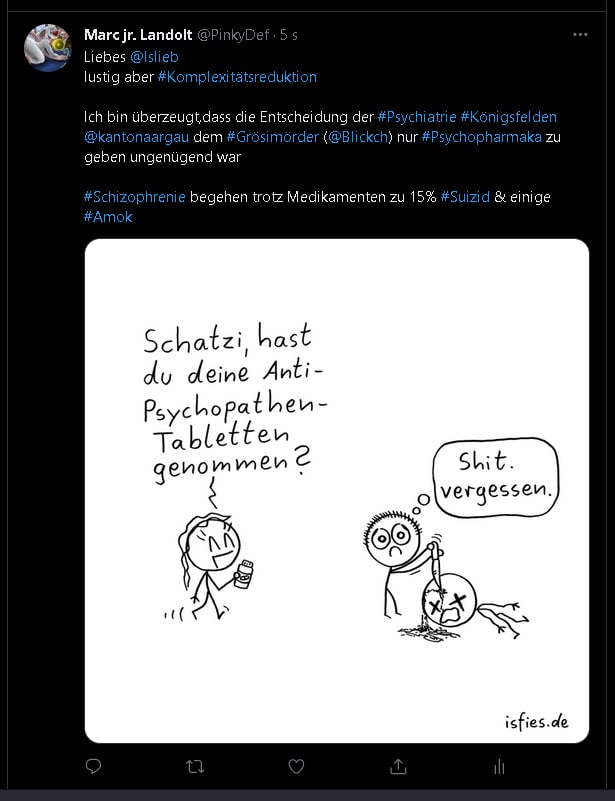 Marc jr. Landolt @PinkyDef · 5 s
Liebes @Islieb
lustig aber #Komplexitätsreduktion
Ich bin überzeugt,dass die Entscheidung der #Psychiatrie #Königsfelden
@kantonaargau dem #Grösimörder (@Blickch) nur #Psychopharmaka zu
geben ungenügend war
#Schizophrenie begehen trotz Medikamenten zu 15% #Suizid & einige
#Amok
Schatzi, hast
du deine Anti-
Psychopathen-
Tabletten
genommen?
Shit.
vergessen.
isfies.de